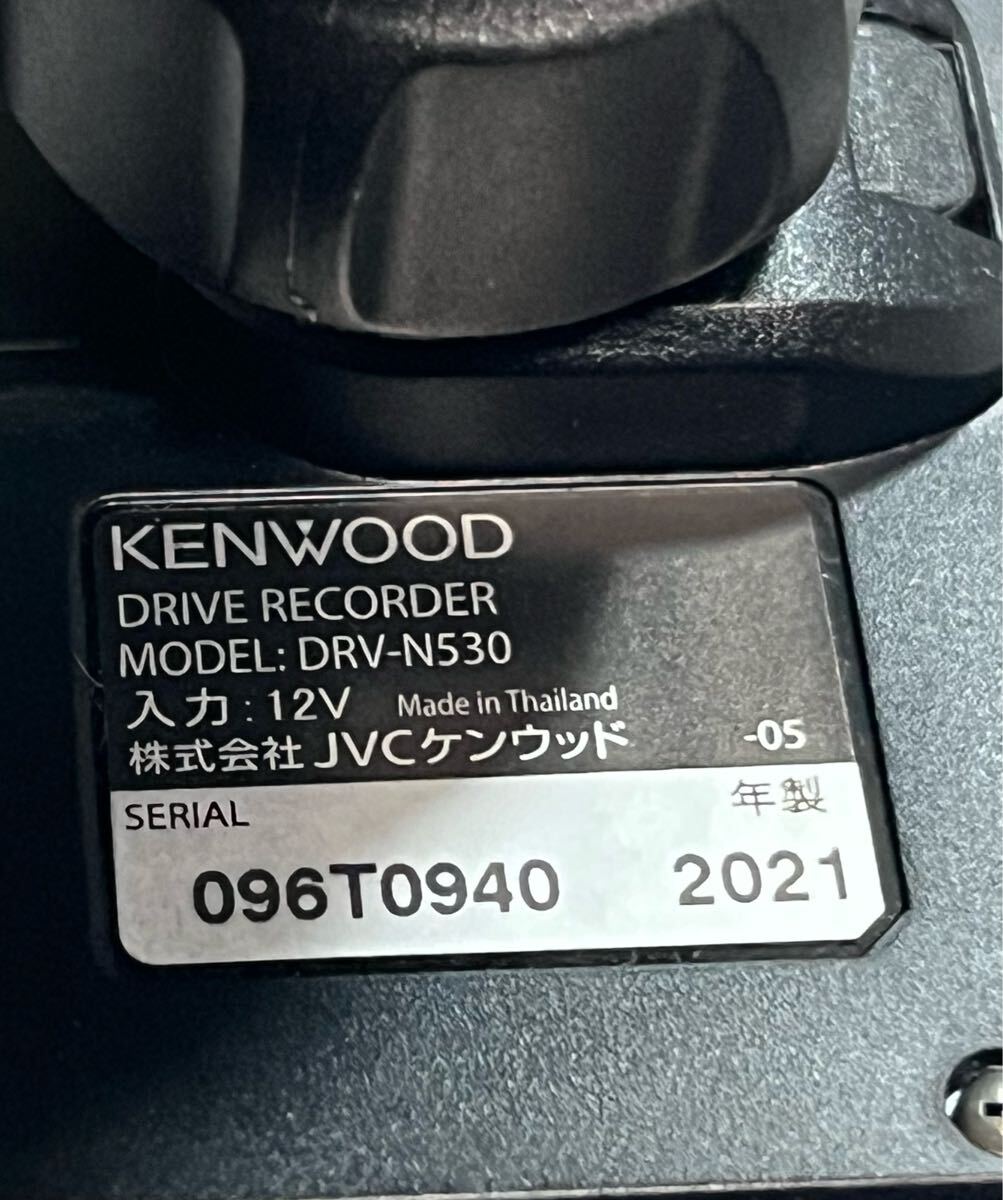 KENWOOD
DRIVE RECORDER
MODEL: DRV-N530
入力：12V Made in Thailand
株式会社 JVCケンウッド -05
SERIAL 年製
096T0940 2021